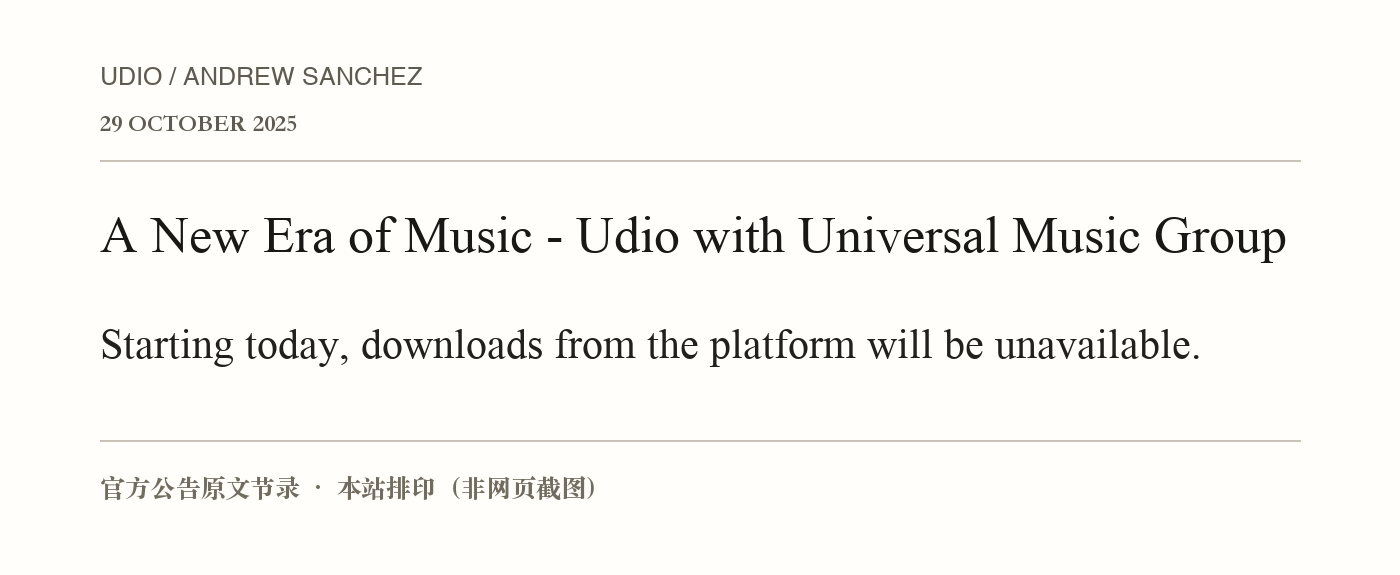 UDIO / ANDREW SANCHEZ
29 OCTOBER 2025
A New Era of Music - Udio with Universal Music Group
Starting today, downloads from the platform will be unavailable.
官方公告原文节录 · 本站排印（非网页截图）